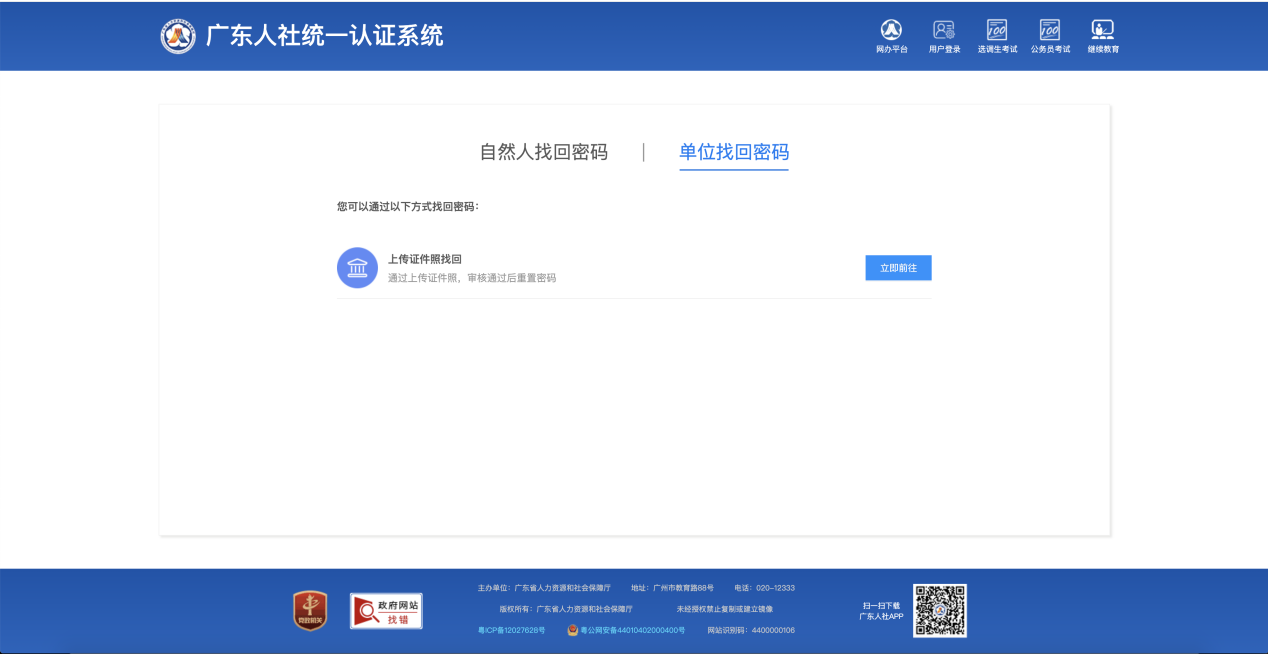 广东人社统一认证系统
网办平台 用户登录 选调生考试 公务员考试 继续教育
自然人找回密码 | 单位找回密码
您可以通过以下方式找回密码：
上传证件照找回
通过上传证件照，审核通过后重置密码
立即前往
党政机关
政府网站
找错
主办单位：广东省人力资源和社会保障厅 地址：广州市教育路88号 电话：020-12333
版权所有：广东省人力资源和社会保障厅 未经授权禁止复制或建立镜像
粤ICP备12027628号 粤公网安备44010402000400号 网站识别码：4400000106
扫一扫下载
广东人社APP